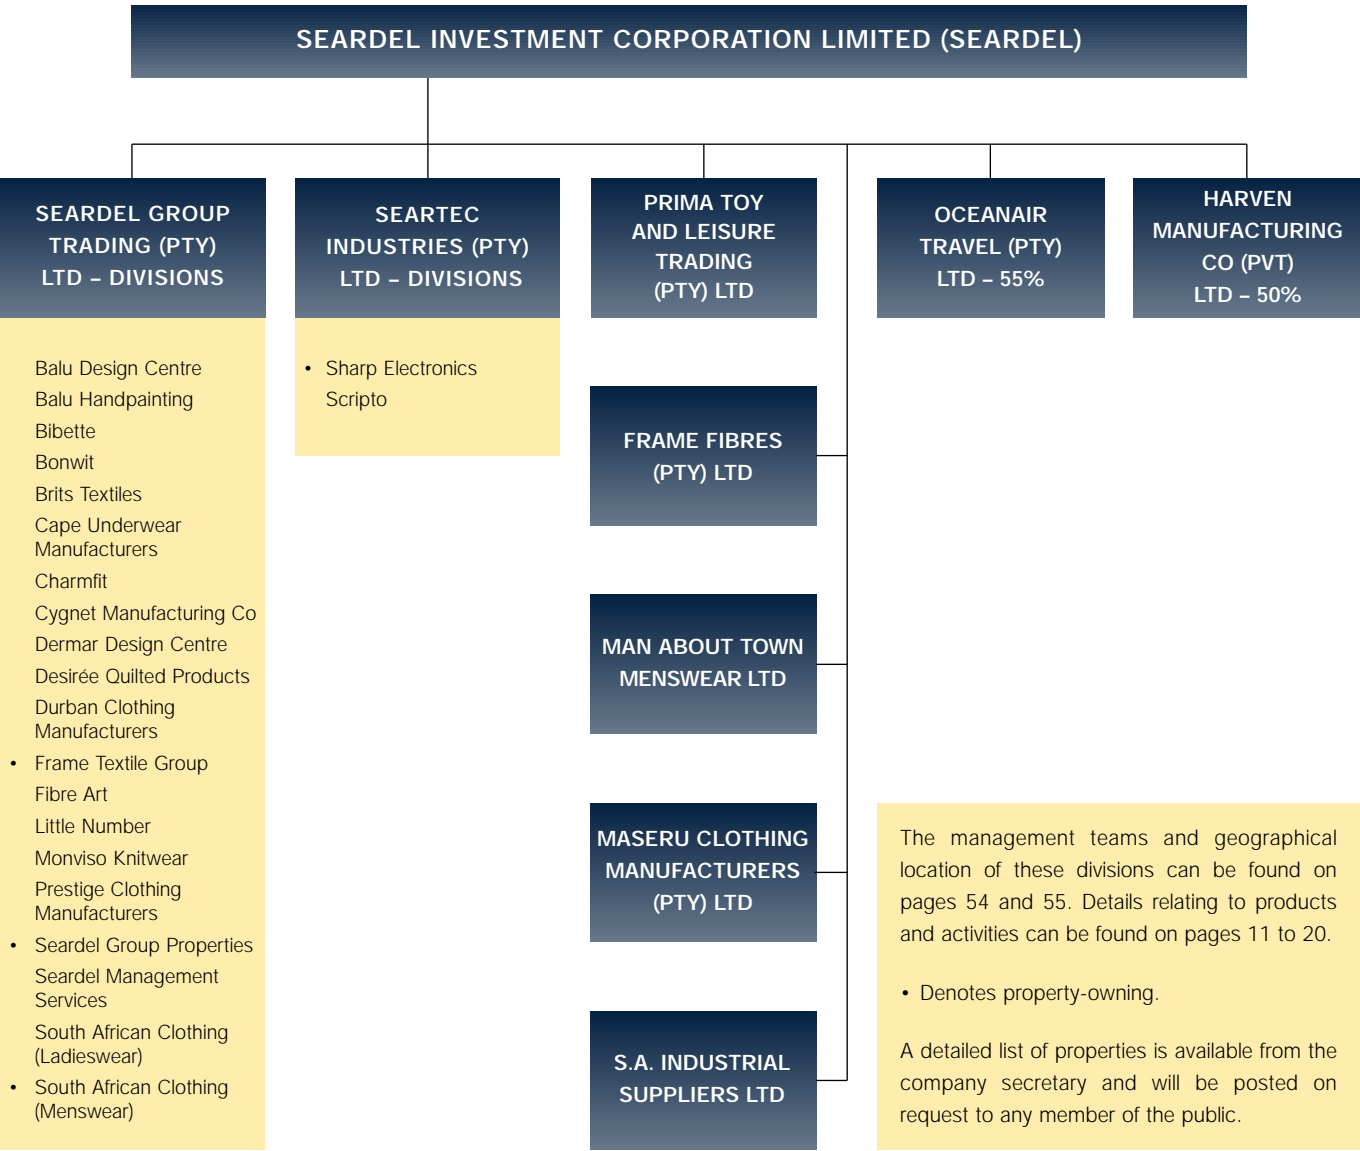 SEARDEL INVESTMENT CORPORATION LIMITED (SEARDEL)
SEARDEL GROUP
TRADING (PTY)
LTD – DIVISIONS
Balu Design Centre
Balu Handpainting
Bibette
Bonwit
Brits Textiles
Cape Underwear
Manufacturers
Charmfit
Cygnet Manufacturing Co
Dermar Design Centre
Desirée Quilted Products
Durban Clothing
Manufacturers
• Frame Textile Group
Fibre Art
Little Number
Monviso Knitwear
Prestige Clothing
Manufacturers
• Seardel Group Properties
Seardel Management
Services
South African Clothing
(Ladieswear)
• South African Clothing
(Menswear)
SEARTEC
INDUSTRIES (PTY)
LTD – DIVISIONS
• Sharp Electronics
Scripto
PRIMA TOY
AND LEISURE
TRADING
(PTY) LTD
FRAME FIBRES
(PTY) LTD
MAN ABOUT TOWN
MENSWEAR LTD
MASERU CLOTHING
MANUFACTURERS
(PTY) LTD
S.A. INDUSTRIAL
SUPPLIERS LTD
OCEANAIR
TRAVEL (PTY)
LTD – 55%
HARVEN
MANUFACTURING
CO (PVT)
LTD – 50%
The management teams and geographical
location of these divisions can be found on
pages 54 and 55. Details relating to products
and activities can be found on pages 11 to 20.
• Denotes property-owning.
A detailed list of properties is available from the
company secretary and will be posted on
request to any member of the public.